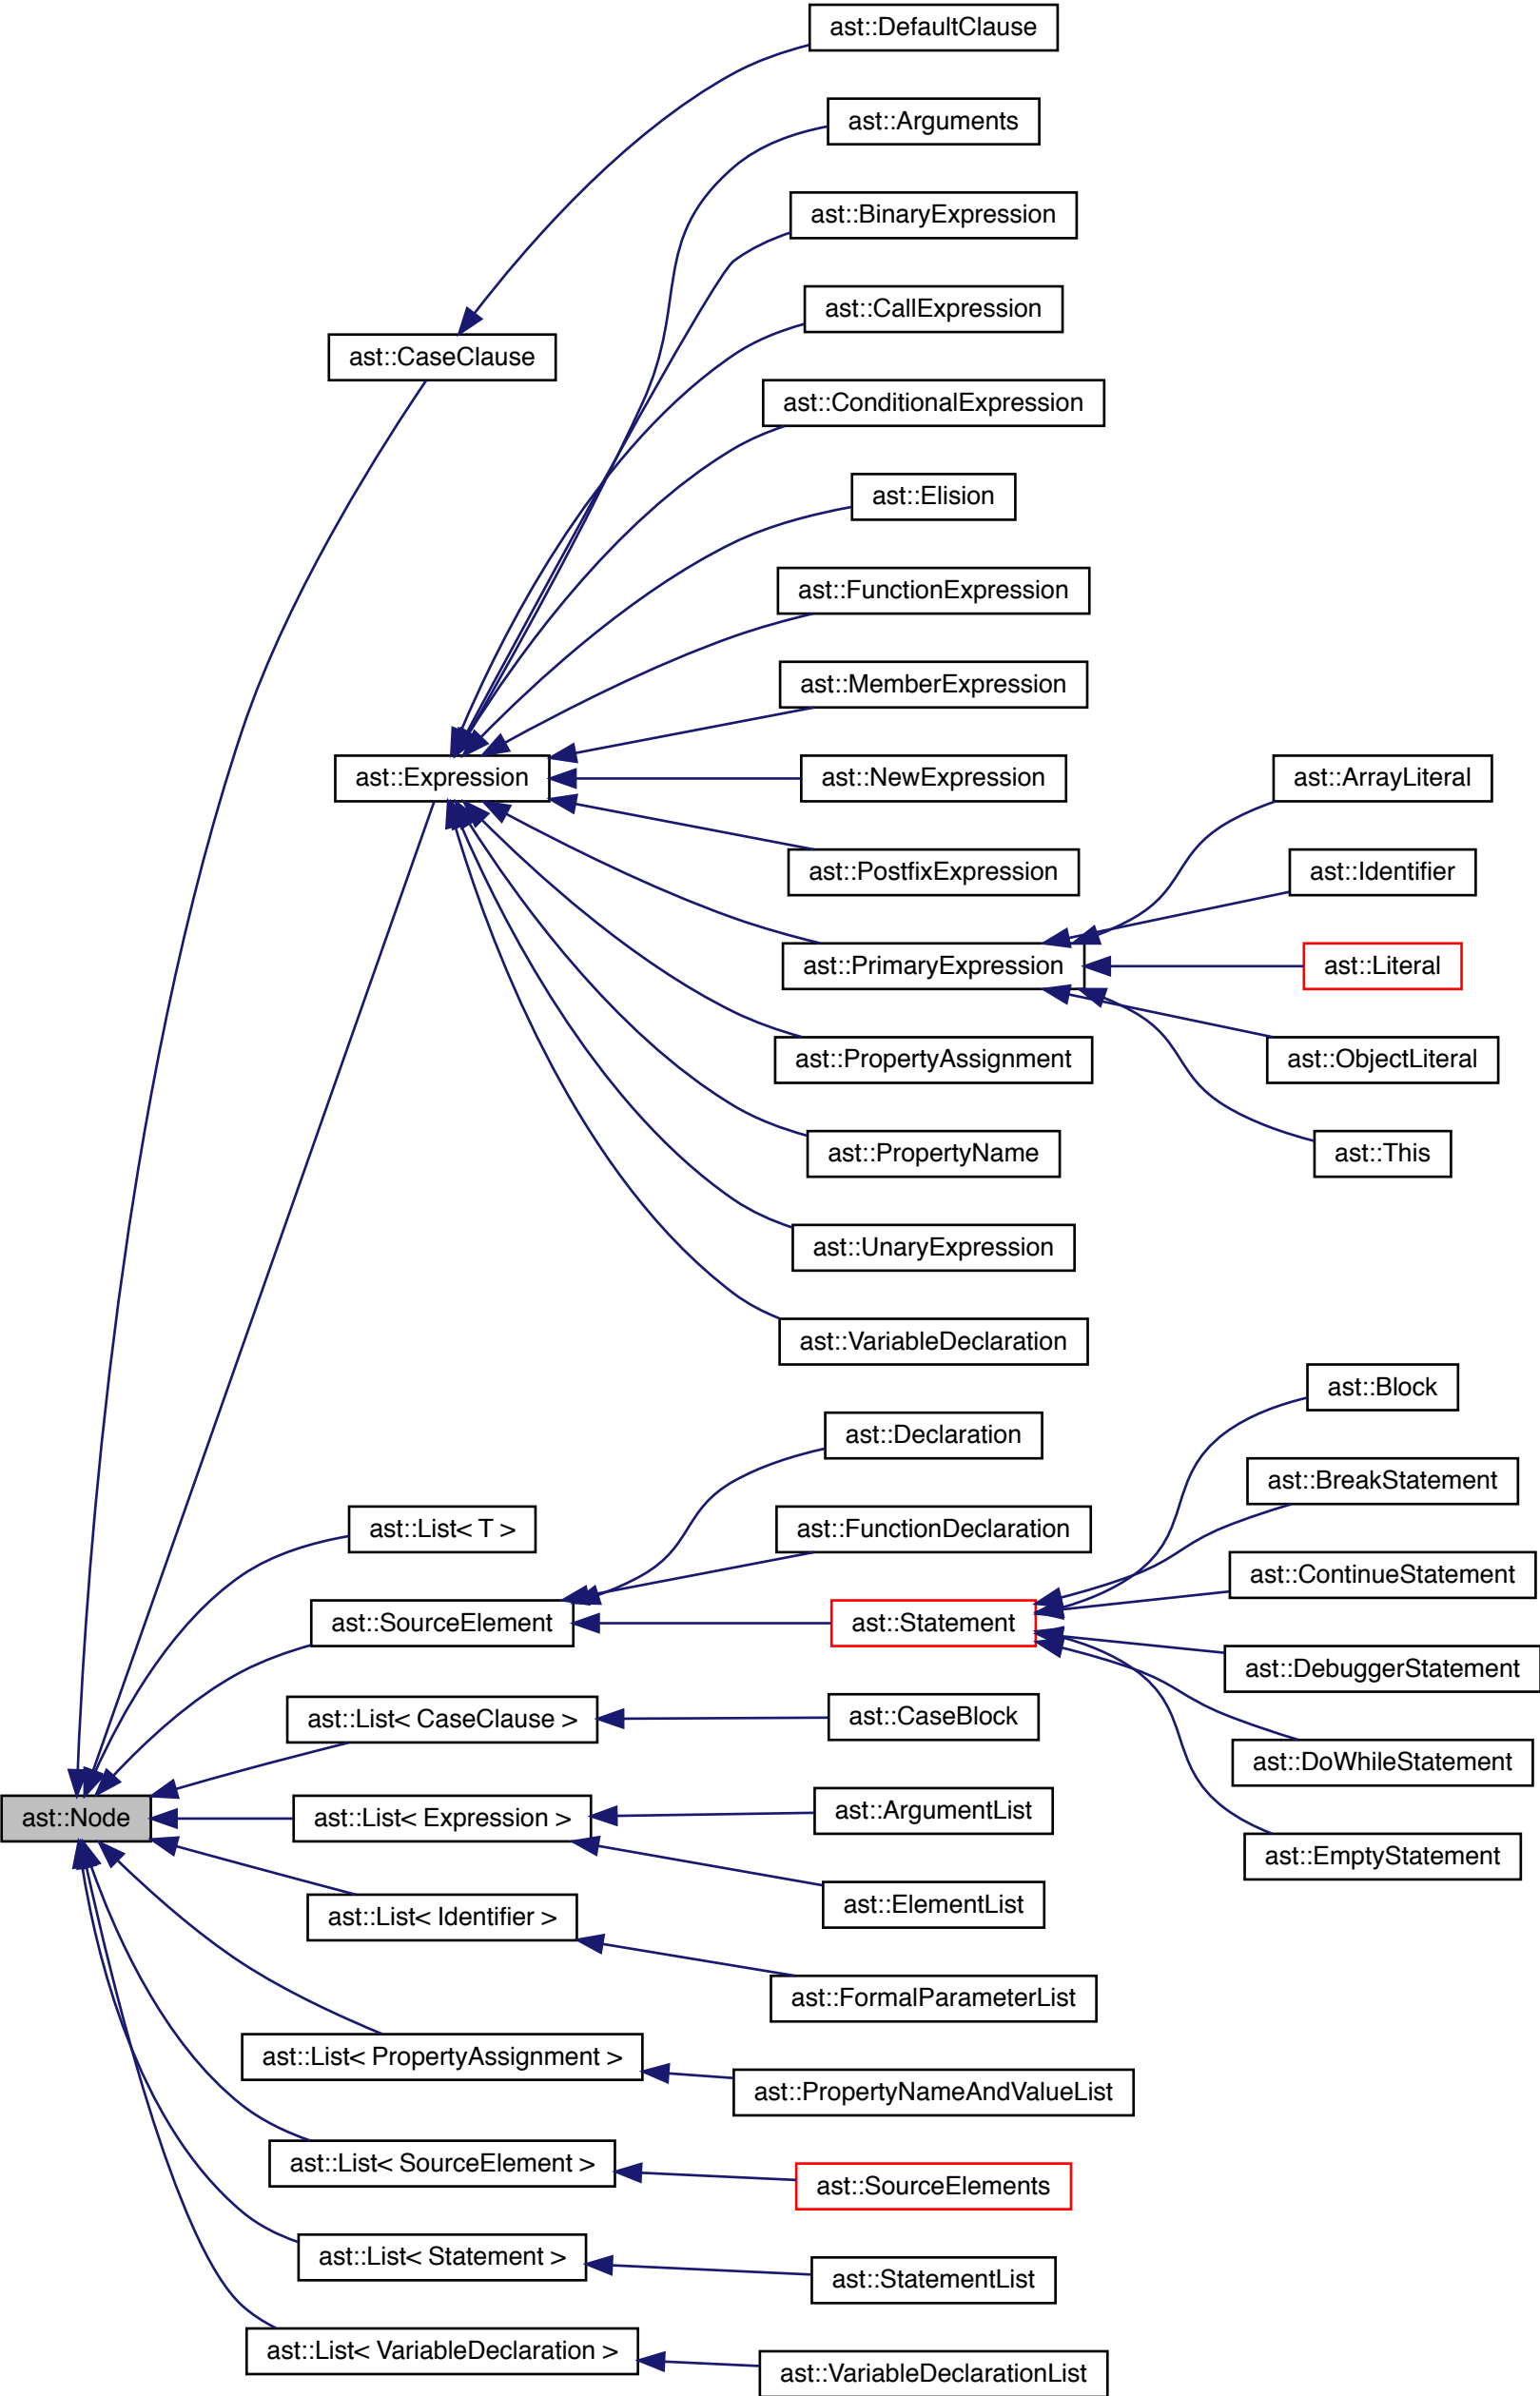 ast::DefaultClause
ast::Arguments
ast::BinaryExpression
ast::CallExpression
ast::CaseClause
ast::ConditionalExpression
ast::Elision
ast::FunctionExpression
ast::MemberExpression
ast::Expression
ast::NewExpression
ast::ArrayLiteral
ast::PostfixExpression
ast::Identifier
ast::PrimaryExpression
ast::Literal
ast::PropertyAssignment
ast::ObjectLiteral
ast::PropertyName
ast::This
ast::UnaryExpression
ast::VariableDeclaration
ast::Block
ast::Declaration
ast::BreakStatement
ast::List< T >
ast::FunctionDeclaration
ast::ContinueStatement
ast::SourceElement
ast::Statement
ast::DebuggerStatement
ast::List< CaseClause >
ast::CaseBlock
ast::DoWhileStatement
ast::Node
ast::List< Expression >
ast::ArgumentList
ast::EmptyStatement
ast::ElementList
ast::List< Identifier >
ast::FormalParameterList
ast::List< PropertyAssignment >
ast::PropertyNameAndValueList
ast::List< SourceElement >
ast::SourceElements
ast::List< Statement >
ast::StatementList
ast::List< VariableDeclaration >
ast::VariableDeclarationList